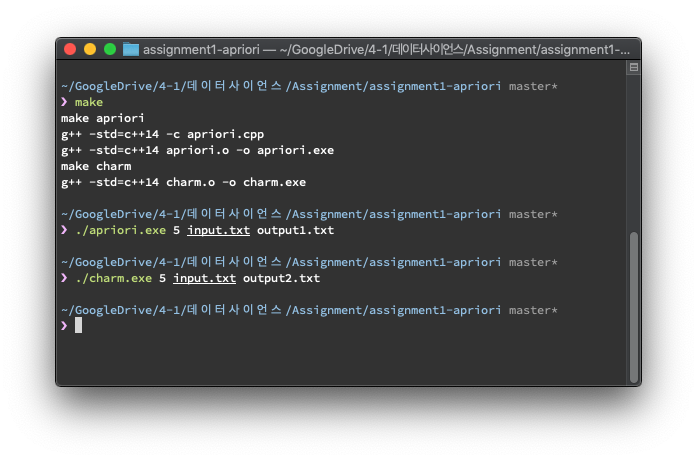 assignment1-apriori — ~/GoogleDrive/4-1/데이터사이언스/Assignment/assignment1-...
~/GoogleDrive/4-1/데이터사이언스/Assignment/assignment1-apriori master*
❯ make
make apriori
g++ -std=c++14 -c apriori.cpp
g++ -std=c++14 apriori.o -o apriori.exe
make charm
g++ -std=c++14 charm.o -o charm.exe
~/GoogleDrive/4-1/데이터사이언스/Assignment/assignment1-apriori master*
❯ ./apriori.exe 5 input.txt output1.txt
~/GoogleDrive/4-1/데이터사이언스/Assignment/assignment1-apriori master*
❯ ./charm.exe 5 input.txt output2.txt
~/GoogleDrive/4-1/데이터사이언스/Assignment/assignment1-apriori master*
❯